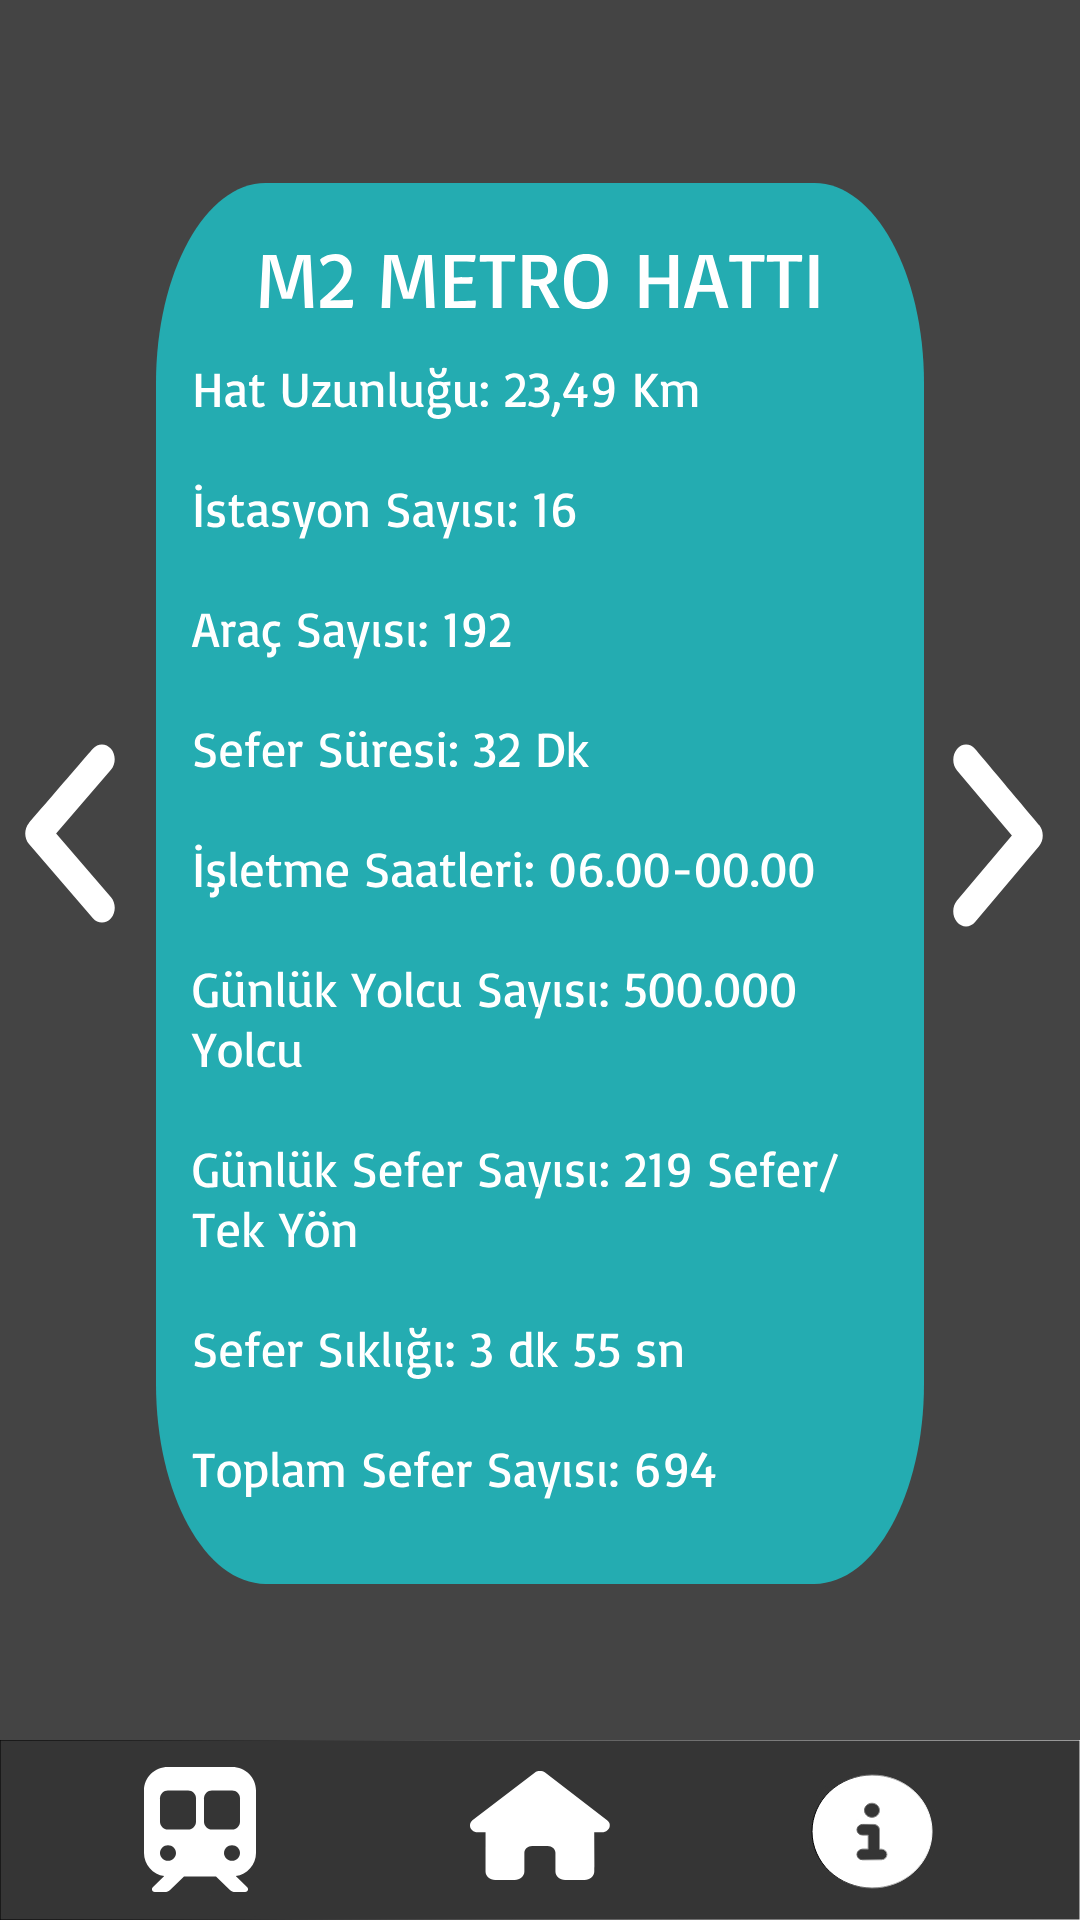 M2 METRO HATTI
Hat Uzunluğu: 23,49 Km
İstasyon Sayısı: 16
Araç Sayısı: 192
Sefer Süresi: 32 Dk
İşletme Saatleri: 06.00-00.00
Günlük Yolcu Sayısı: 500.000
Yolcu
Günlük Sefer Sayısı: 219 Sefer/
Tek Yön
Sefer Sıklığı: 3 dk 55 sn
Toplam Sefer Sayısı: 694